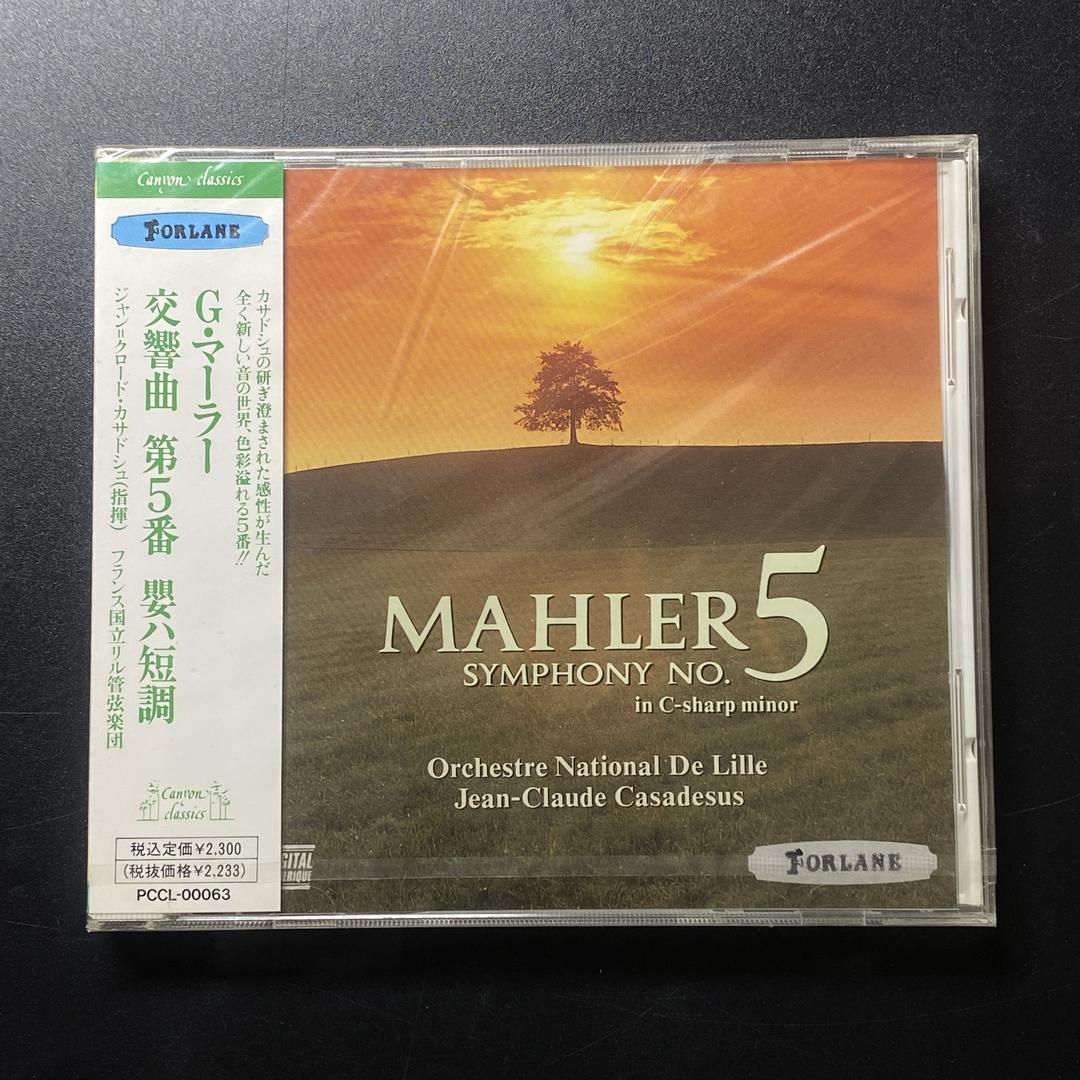 Canyon classics
FORLANE
カサドシュの研ぎ澄まされた感性が生んだ
全く新しい音の世界、色彩溢れる5番!!
G・マーラー
交響曲 第5番 嬰ハ短調
ジャン=クロード・カサドシュ(指揮) フランス国立リル管弦楽団
Canyon
classics
税込定価¥2,300
(税抜価格¥2,233)
PCCL-00063
MAHLER 5
SYMPHONY NO.
in C-sharp minor
Orchestre National De Lille
Jean-Claude Casadesus
FORLANE